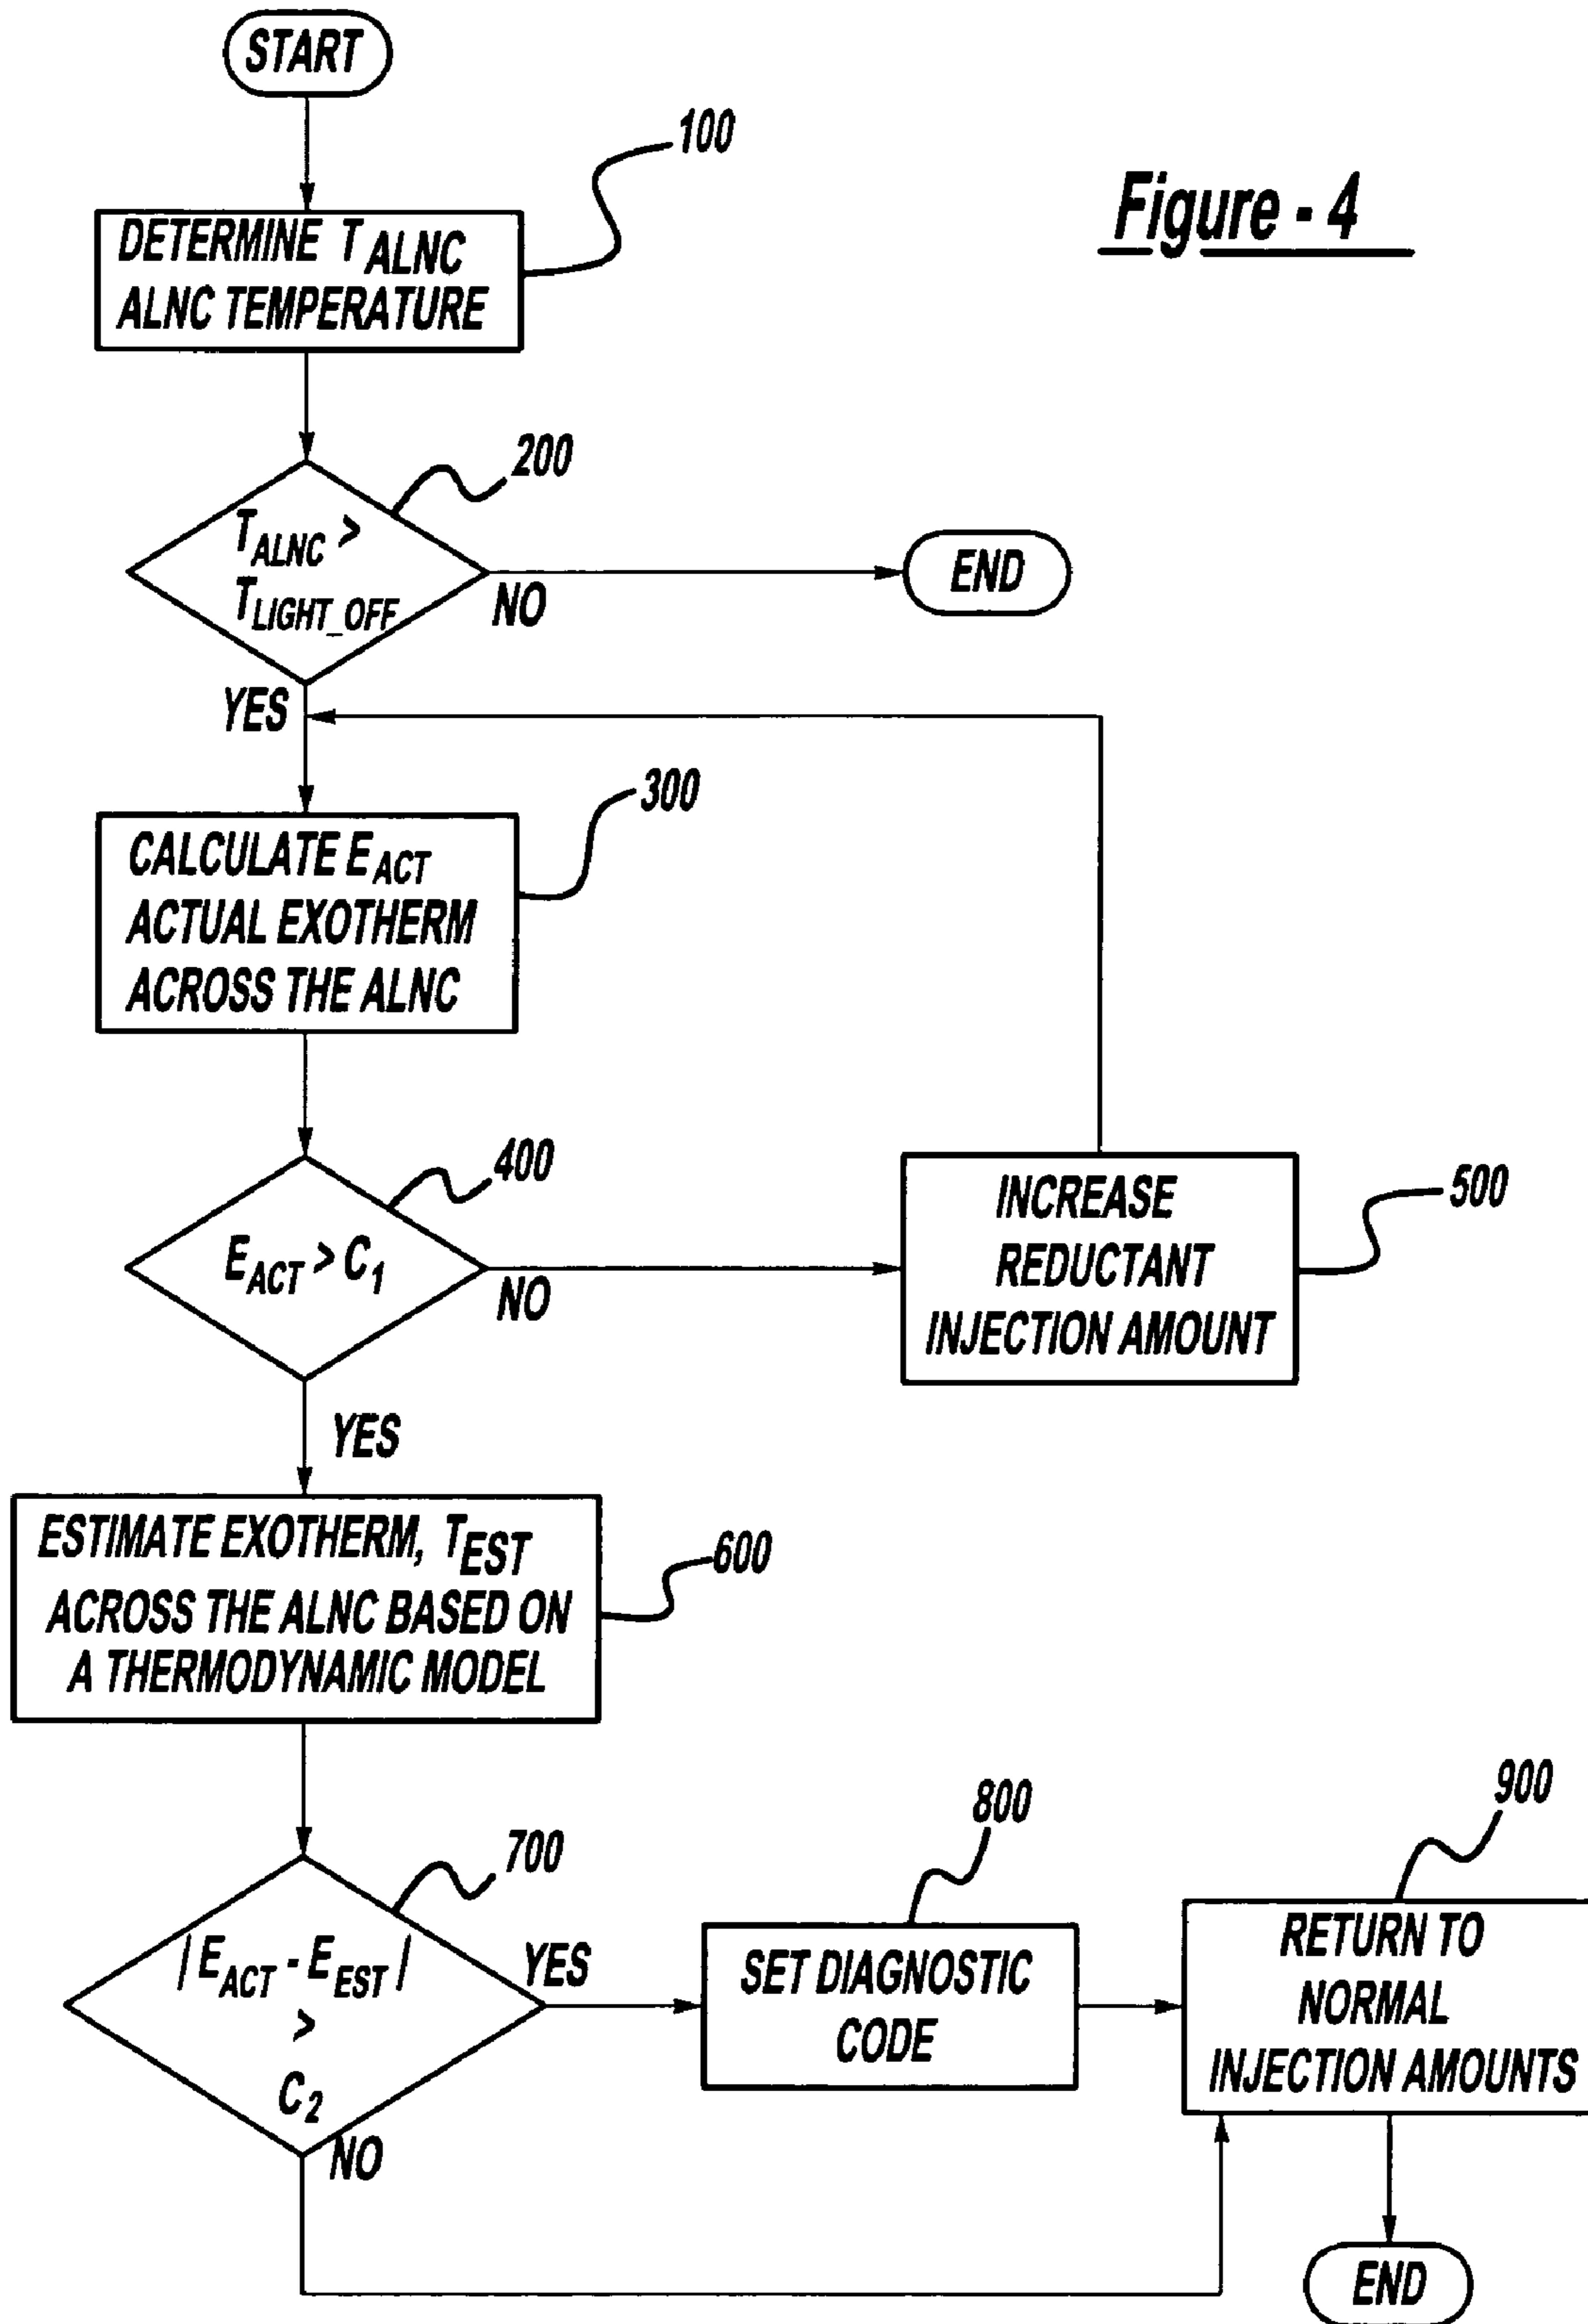 START
100
Figure - 4
DETERMINE T ALNC
ALNC TEMPERATURE
200
T ALNC >
T LIGHT_OFF
NO
END
YES
300
CALCULATE E ACT
ACTUAL EXOTHERM
ACROSS THE ALNC
400
E ACT > C 1
NO
INCREASE
REDUCTANT
INJECTION AMOUNT
500
YES
ESTIMATE EXOTHERM, T EST
ACROSS THE ALNC BASED ON
A THERMODYNAMIC MODEL
600
700
| E ACT - E EST |
>
C 2
YES
NO
800
SET DIAGNOSTIC
CODE
900
RETURN TO
NORMAL
INJECTION AMOUNTS
END